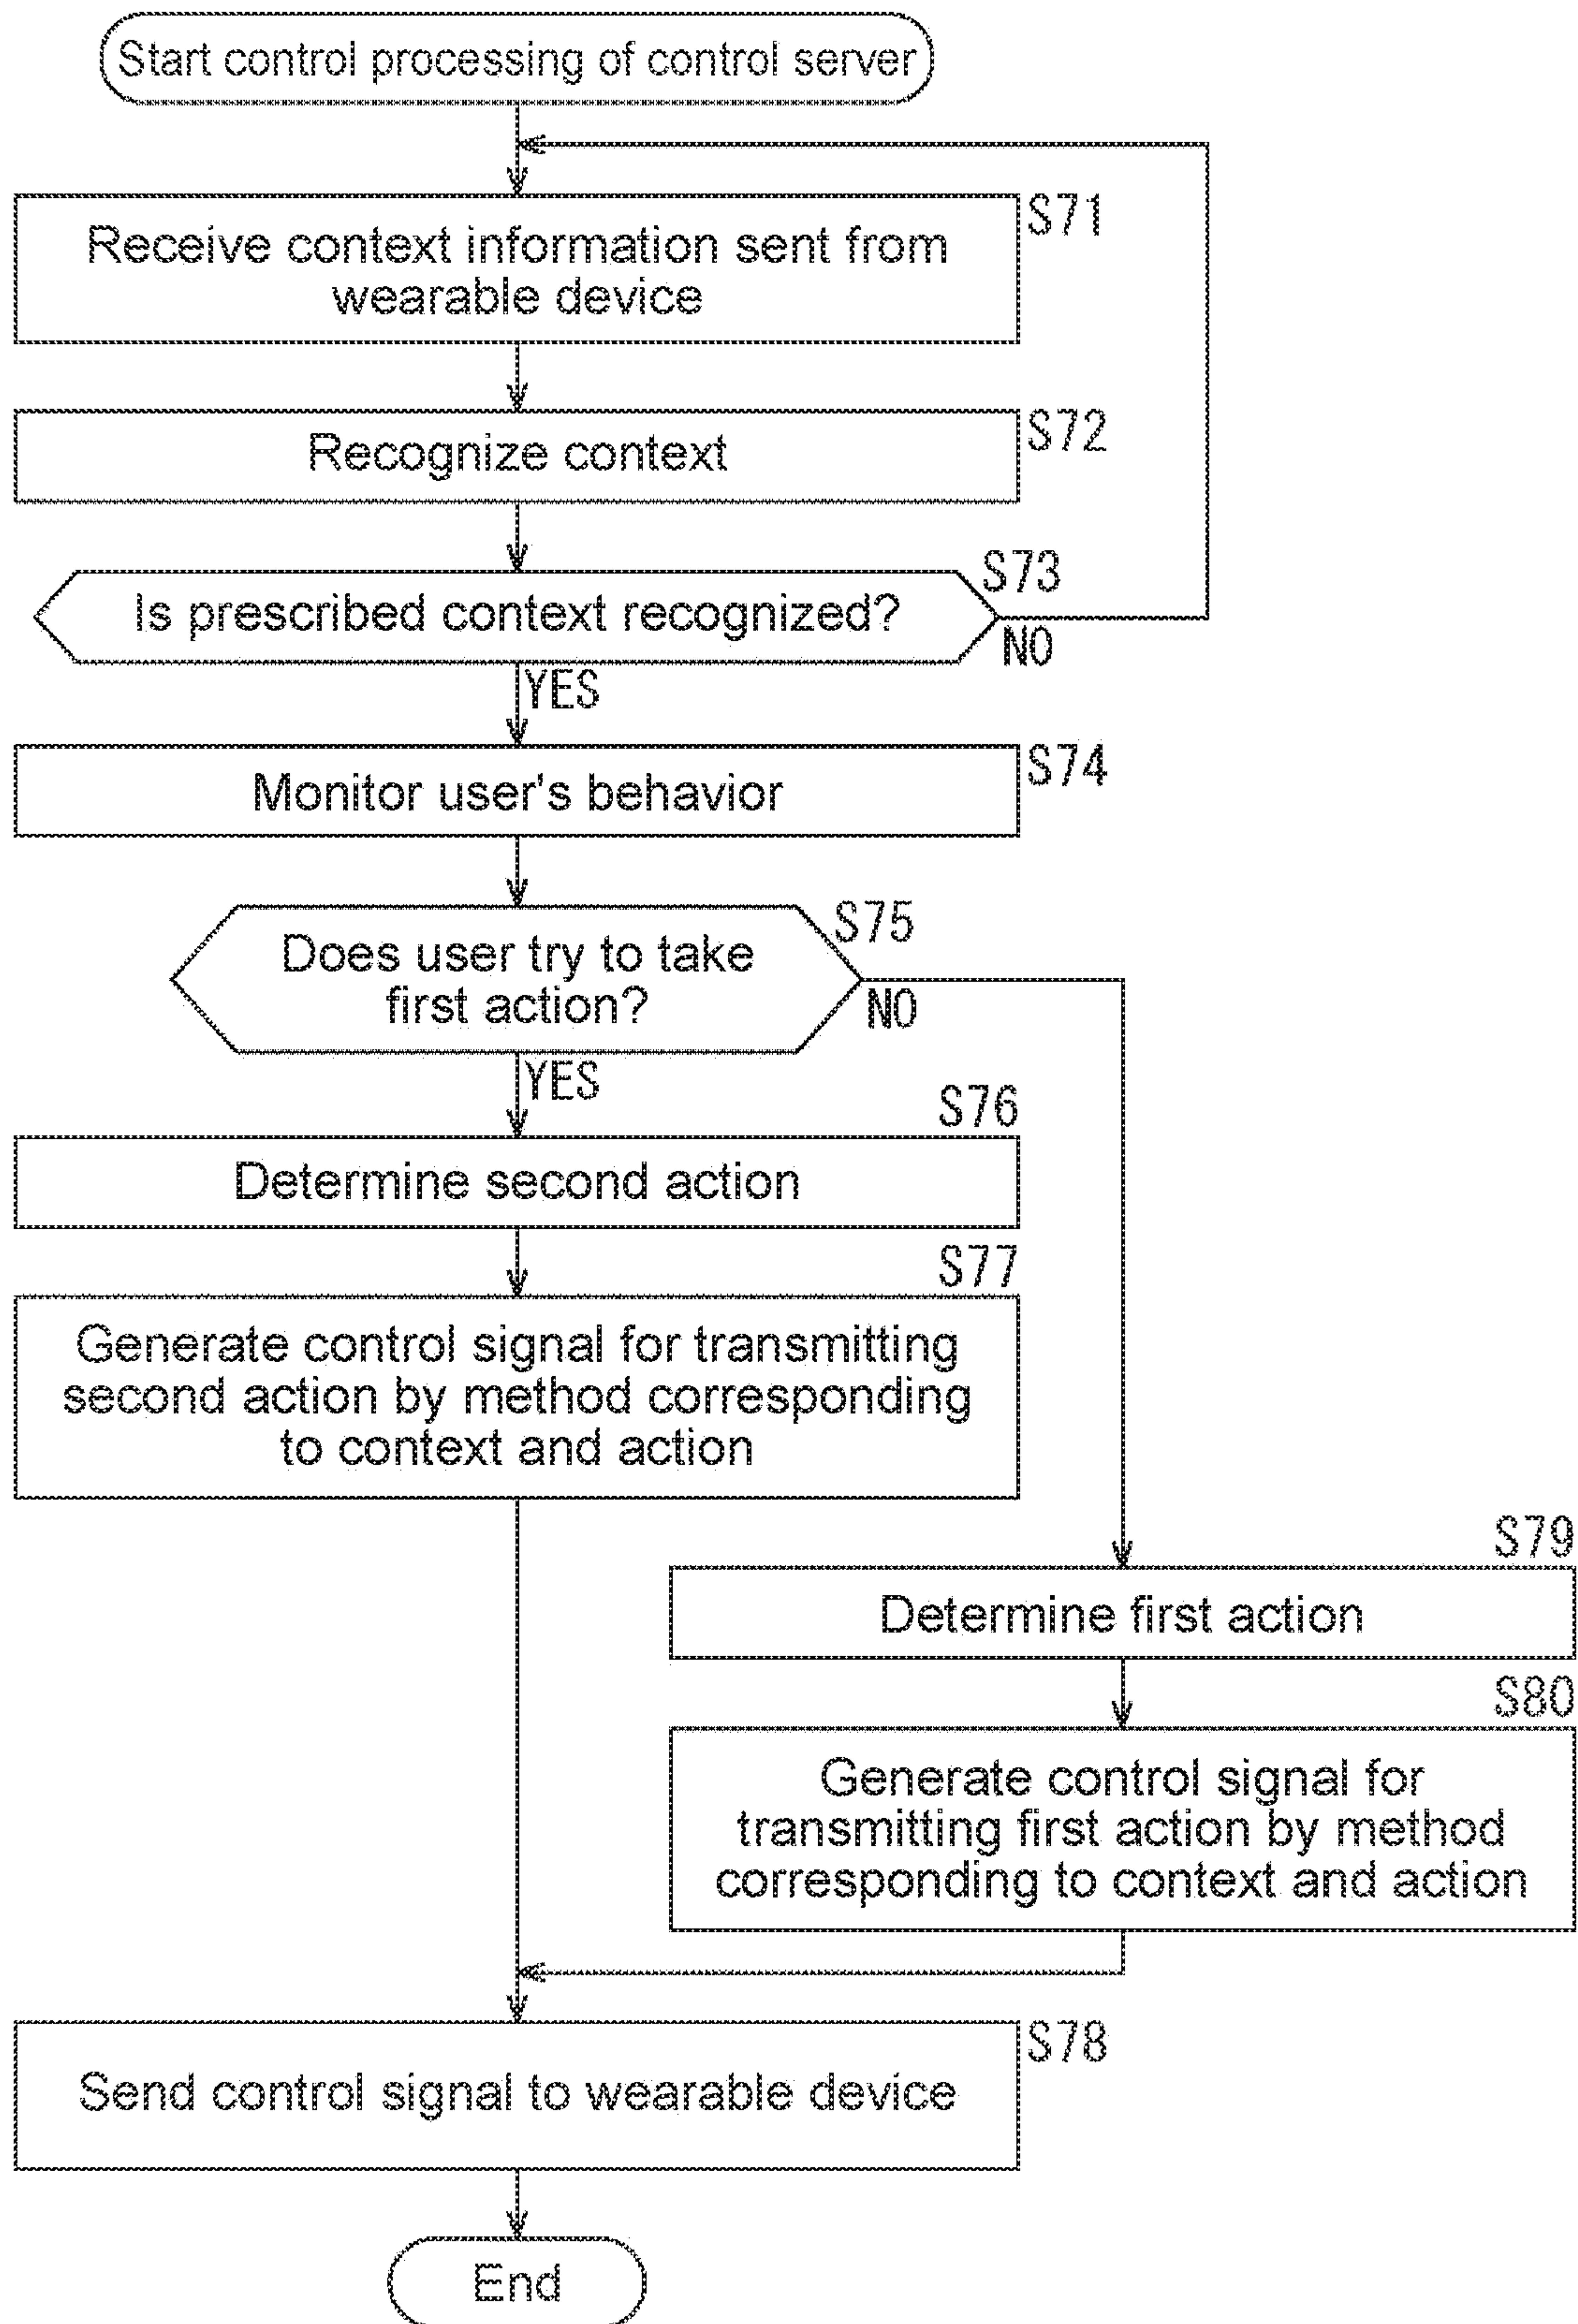 Start control processing of control server
S71
Receive context information sent from
wearable device
S72
Recognize context
S73
Is prescribed context recognized?
NO
YES
S74
Monitor user's behavior
S75
Does user try to take
first action?
NO
YES
S76
Determine second action
S77
Generate control signal for transmitting
second action by method corresponding
to context and action
S79
Determine first action
S80
Generate control signal for
transmitting first action by method
corresponding to context and action
S78
Send control signal to wearable device
End